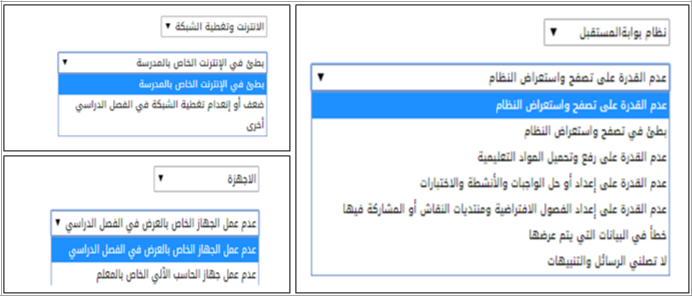 نظام بوابةالمستقبل
عدم القدرة على تصفح واستعراض النظام
عدم القدرة على تصفح واستعراض النظام
بطئ في تصفح واستعراض النظام
عدم القدرة على رفع وتحميل المواد التعليمية
عدم القدرة على إعداد أو حل الواجبات والأنشطة والاختبارات
عدم القدرة على إعداد الفصول الافتراضية ومنتديات النقاش أو المشاركة فيها
خطأ في البيانات التي يتم عرضها
لا تصلني الرسائل والتنبيهات
الانترنت وتغطية الشبكة
بطئ في الإنترنت الخاص بالمدرسة
بطئ في الإنترنت الخاص بالمدرسة
ضعف أو إنعدام تغطية الشبكة في الفصل الدراسي
أخرى
الاجهزة
عدم عمل الجهاز الخاص بالعرض في الفصل الدراسي
عدم عمل الجهاز الخاص بالعرض في الفصل الدراسي
عدم عمل جهاز الحاسب الألي الخاص بالمعلم